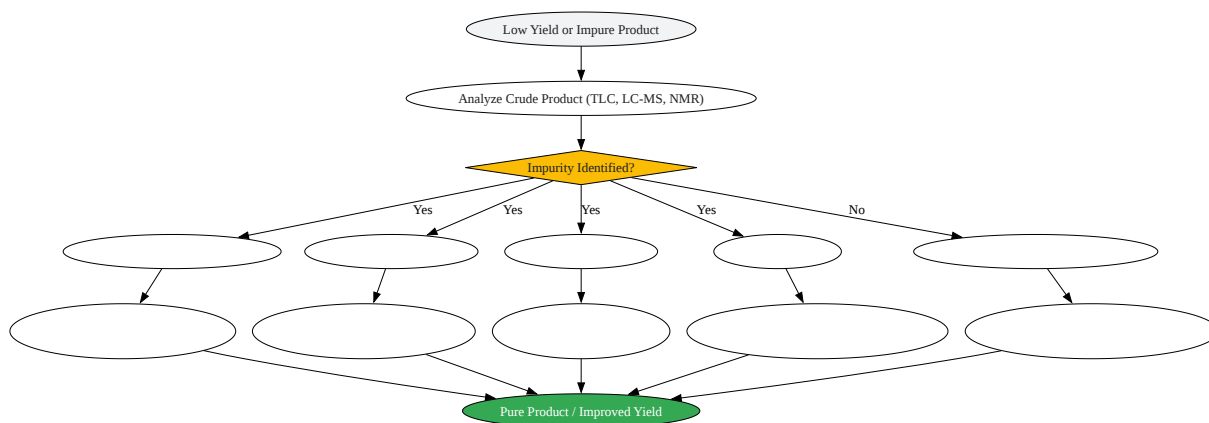 Low Yield or Impure Product
Analyze Crude Product (TLC, LC-MS, NMR)
Impurity Identified?
Yes
Yes
Yes
Yes
No
Pure Product / Improved Yield